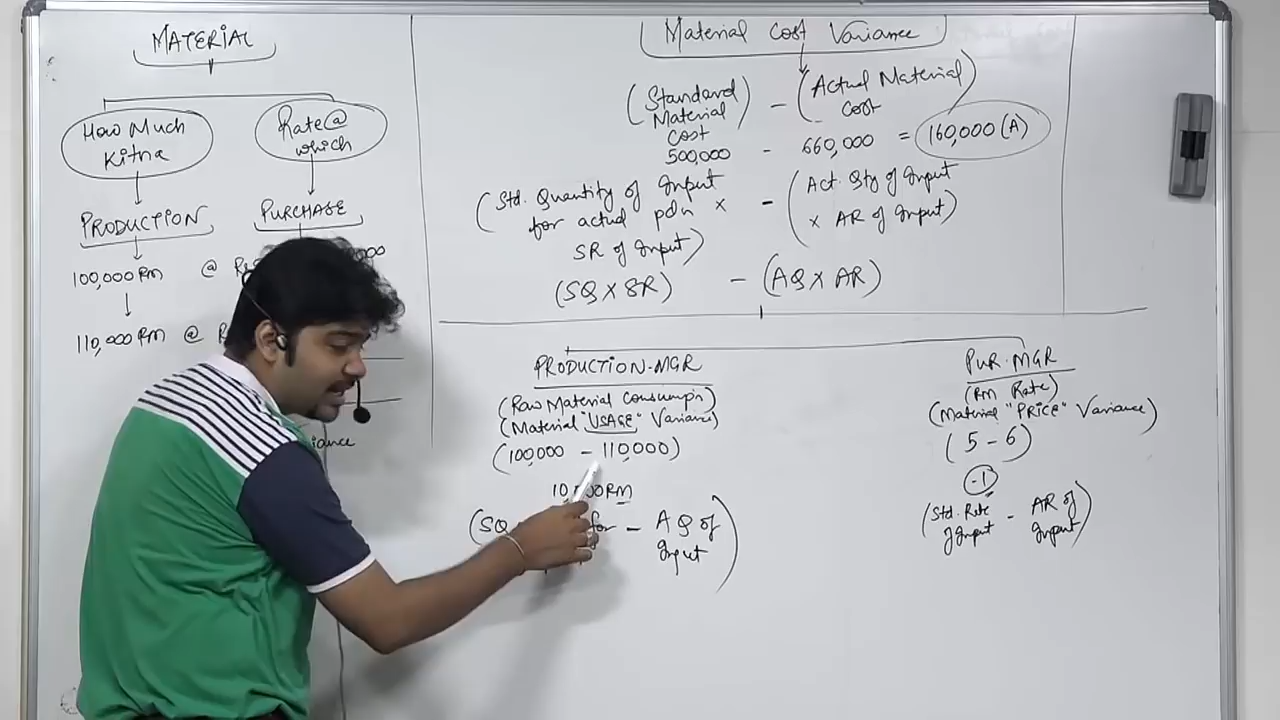 MATERIAL
How Much
Kitna
Rate @
which
PRODUCTION
PURCHASE
100,000 RM @
110,000 RM @
Material Cost Variance
(Standard Material Cost) - (Actual Material Cost)
500,000 - 660,000 = 160,000 (A)
(Std. Quantity of Input for actual pdn × SR of Input) - (Act. Qty of Input × AR of Input)
(SQ × SR) - (AQ × AR)
PRODUCTION-MGR
(Raw Material Consumpn)
(Material "USAGE" Variance)
(100,000 - 110,000)
RM
(SQ for - AQ of Input)
PUR-MGR
(RM Rate)
(Material "PRICE" Variance)
(5 - 6)
-1
(Std. Rate of Input - AR of Input)